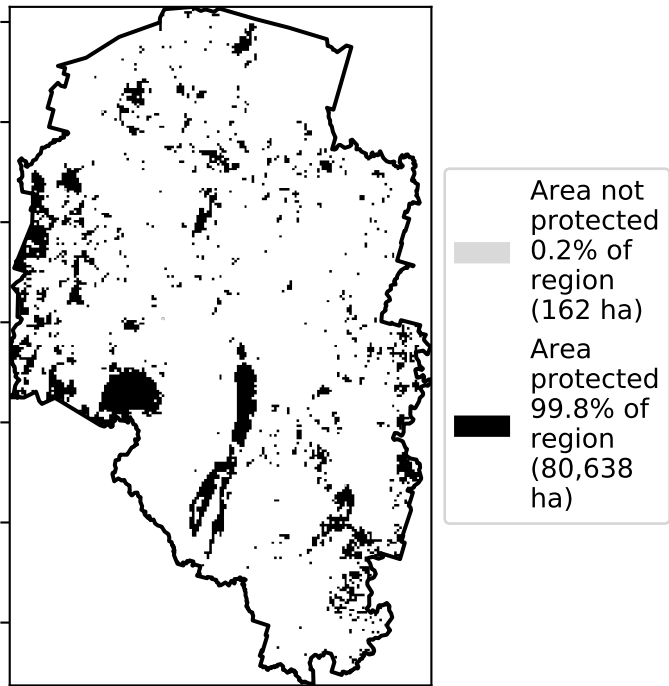 Area not
protected
0.2% of
region
(162 ha)
Area
protected
99.8% of
region
(80,638
ha)